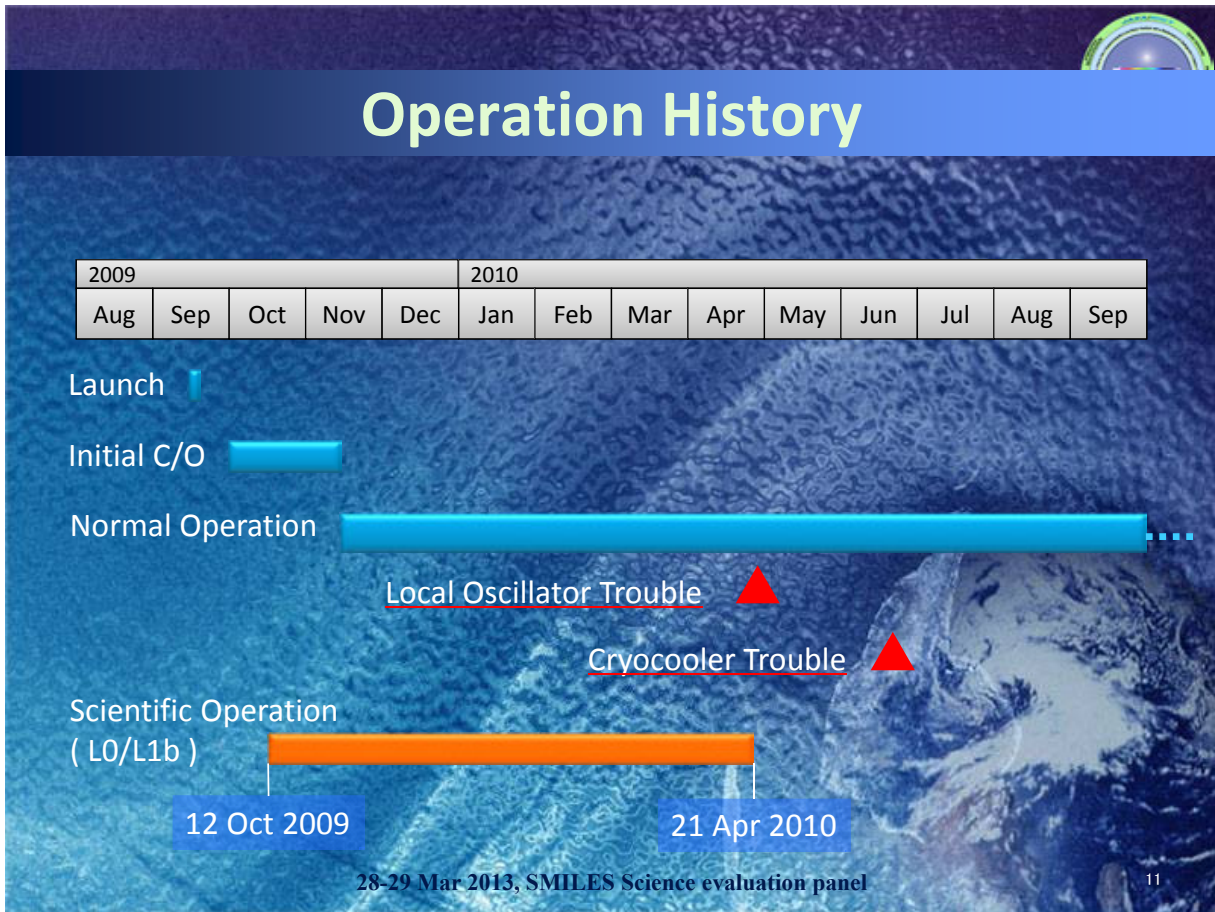 Operation History
2009 2010
Aug Sep Oct Nov Dec Jan Feb Mar Apr May Jun Jul Aug Sep
Launch
Initial C/O
Normal Operation
Local Oscillator Trouble
Cryocooler Trouble
Scientific Operation
( L0/L1b )
12 Oct 2009 21 Apr 2010
28-29 Mar 2013, SMILES Science evaluation panel
11